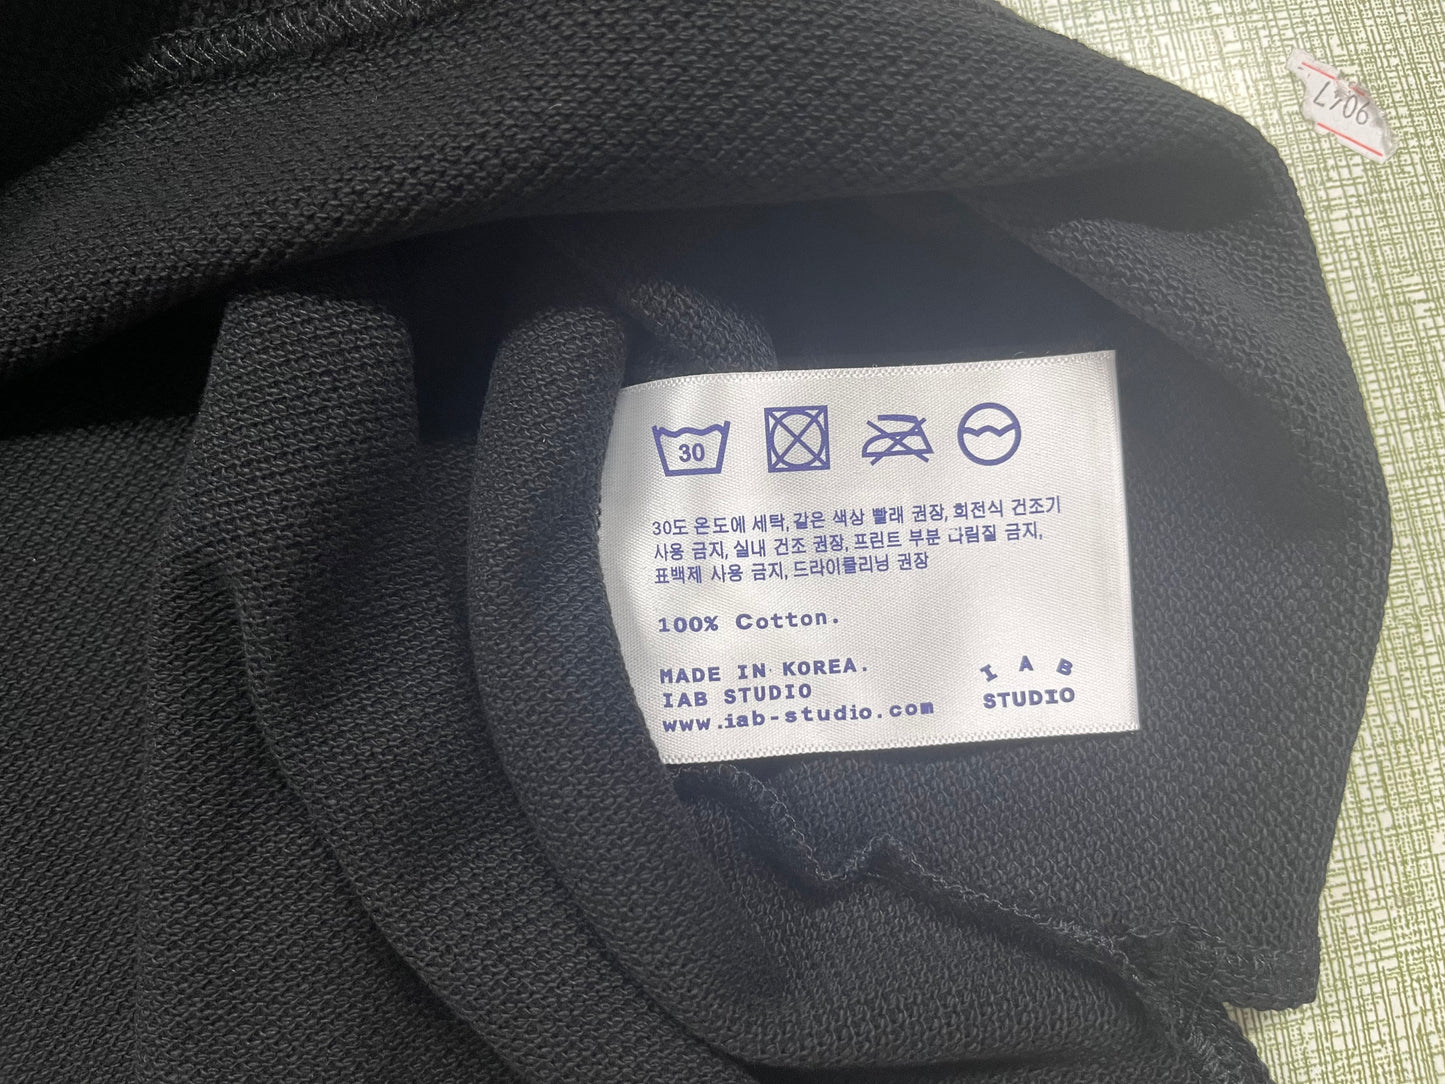 9047
30
30도 온도에 세탁, 같은 색상 빨래 권장, 회전식 건조기
사용 금지, 실내 건조 권장, 프린트 부분 다림질 금지,
표백제 사용 금지, 드라이클리닝 권장
100% Cotton.
MADE IN KOREA.
IAB STUDIO
www.iab-studio.com
IAB
STUDIO